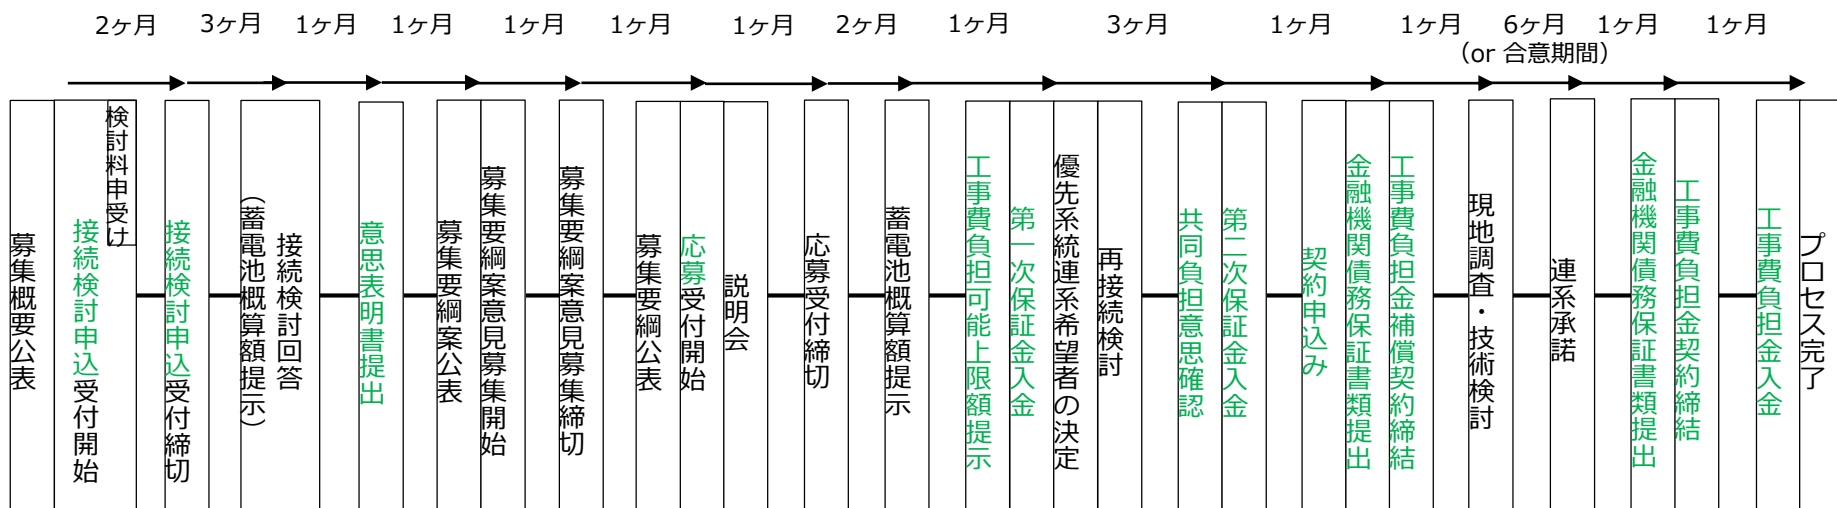 2ヶ月
3ヶ月
1ヶ月
1ヶ月
1ヶ月
1ヶ月
1ヶ月
2ヶ月
1ヶ月
3ヶ月
1ヶ月
1ヶ月
6ヶ月
（or 合意期間）
1ヶ月
1ヶ月
募集概要公表
接続検討申込受付開始
検討料申受け
接続検討申込受付締切
接続検討回答
（蓄電池概算額提示）
意思表明書提出
募集要綱案公表
募集要綱案意見募集開始
募集要綱案意見募集締切
募集要綱公表
応募受付開始
説明会
応募受付締切
蓄電池概算額提示
工事費負担可能上限額提示
第一次保証金入金
優先系統連系希望者の決定
再接続検討
共同負担意思確認
第二次保証金入金
契約申込み
金融機関債務保証書類提出
工事費負担金補償契約締結
現地調査・技術検討
連系承諾
金融機関債務保証書類提出
工事費負担金契約締結
工事費負担金入金
プロセス完了